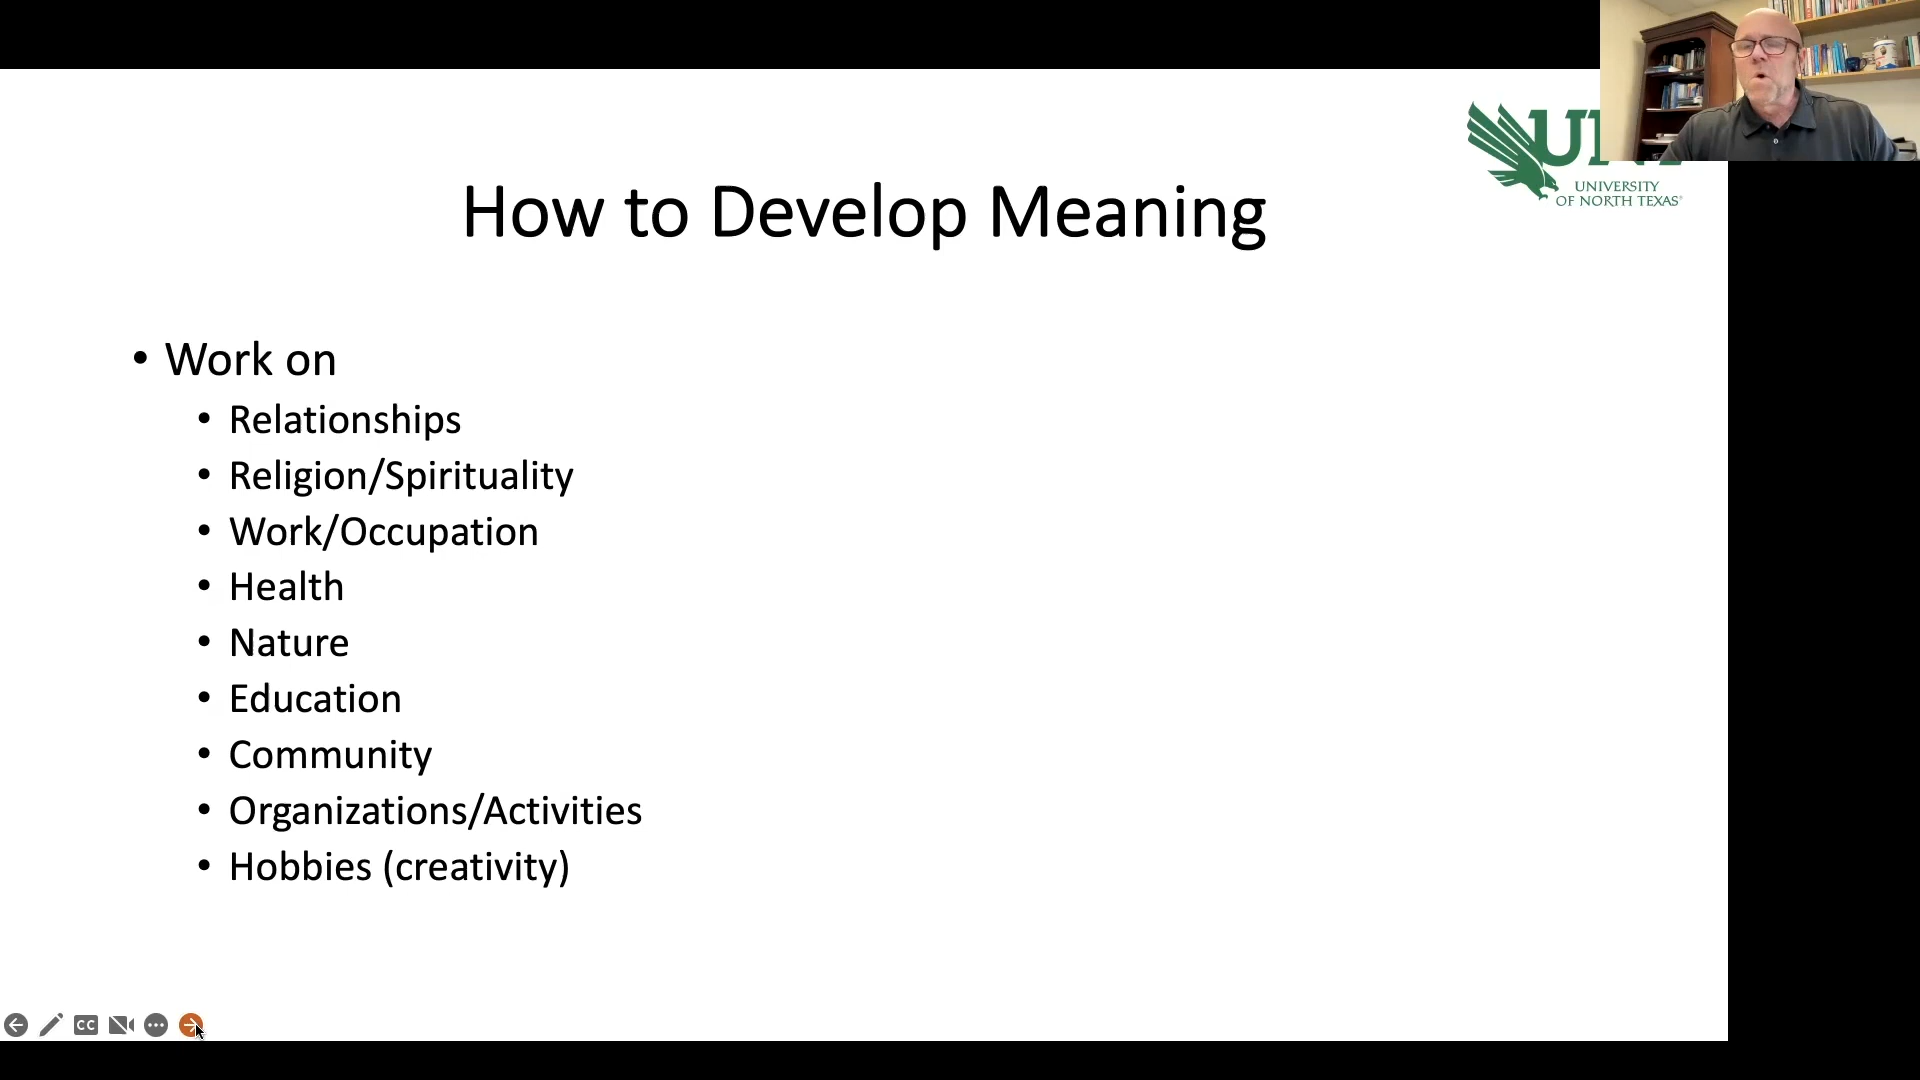 UNIVERSITY
OF NORTH TEXAS
How to Develop Meaning
• Work on
• Relationships
• Religion/Spirituality
• Work/Occupation
• Health
• Nature
• Education
• Community
• Organizations/Activities
• Hobbies (creativity)
CC